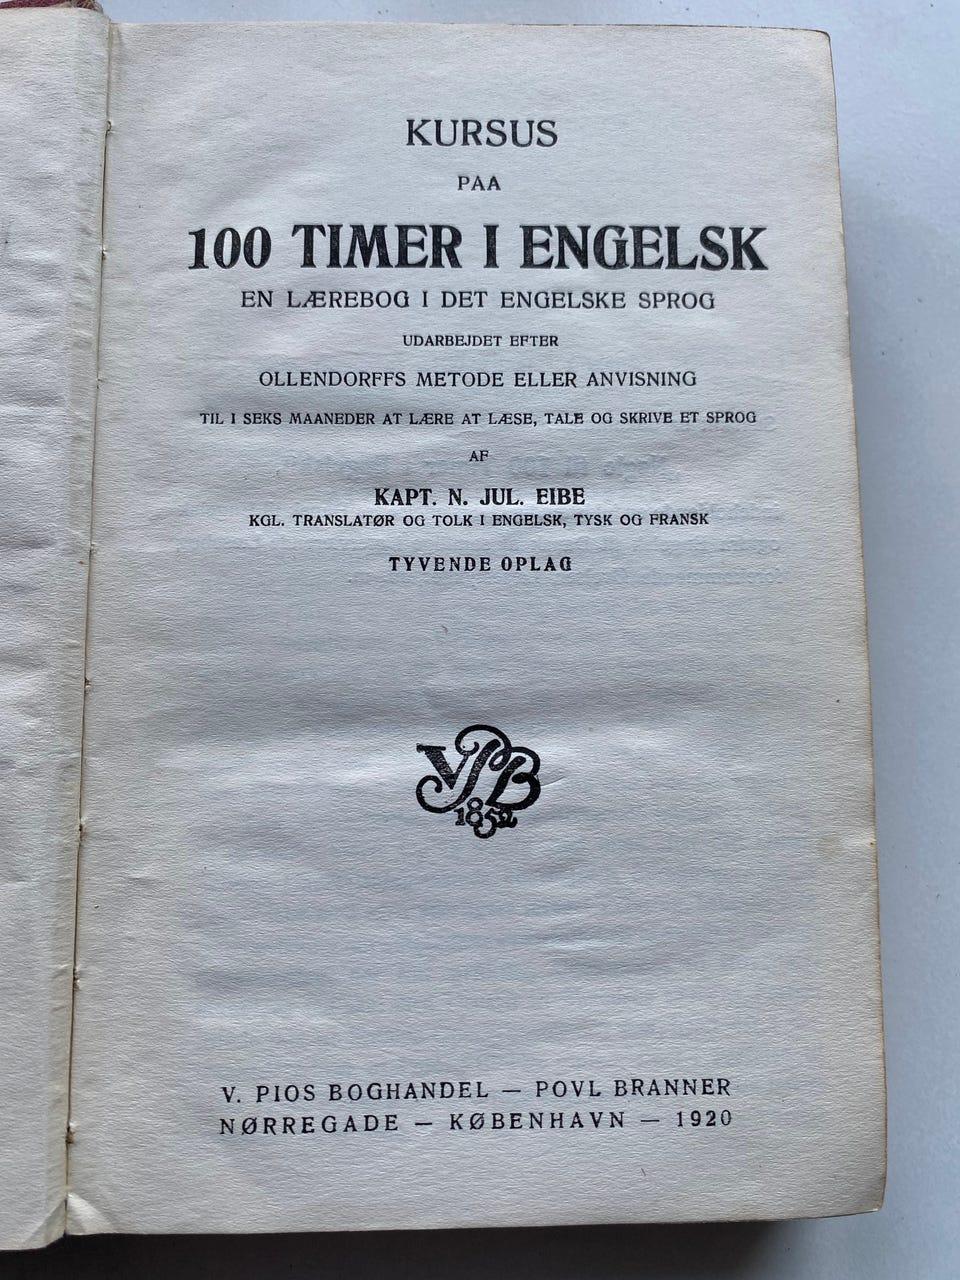 KURSUS
PAA
100 TIMER I ENGELSK
EN LÆREBOG I DET ENGELSKE SPROG
UDARBEJDET EFTER
OLLENDORFFS METODE ELLER ANVISNING
TIL I SEKS MAANEDER AT LÆRE AT LÆSE, TALE OG SKRIVE ET SPROG
AF
KAPT. N. JUL. EIBE
KGL. TRANSLATØR OG TOLK I ENGELSK, TYSK OG FRANSK
TYVENDE OPLAG
VPB
1852
V. PIOS BOGHANDEL — POVL BRANNER
NØRREGADE — KØBENHAVN — 1920